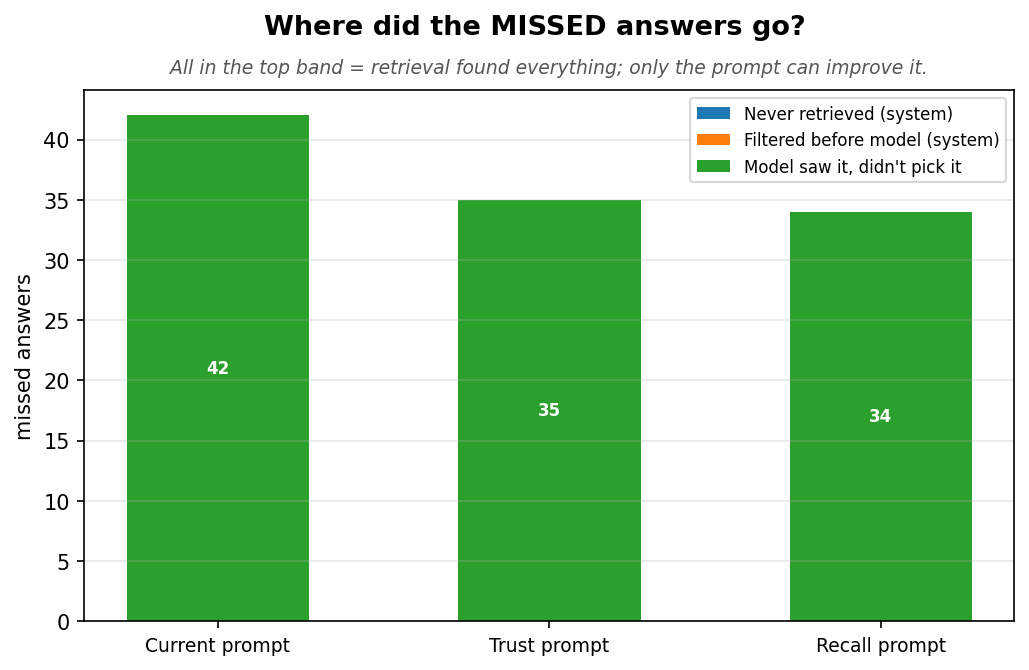 Where did the MISSED answers go?
All in the top band = retrieval found everything; only the prompt can improve it.
Never retrieved (system)
Filtered before model (system)
Model saw it, didn't pick it
missed answers
40
35
30
25
20
15
10
5
0
42
35
34
Current prompt
Trust prompt
Recall prompt